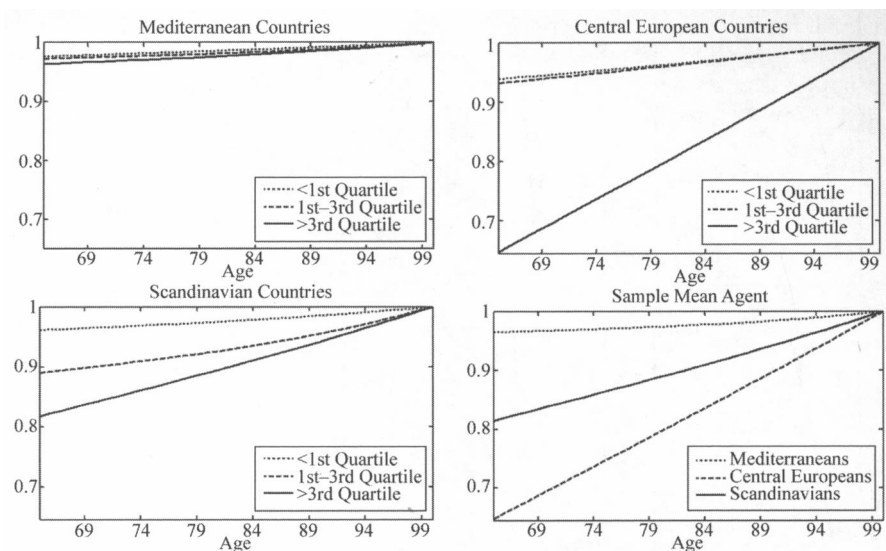 Mediterranean Countries
1
0.9
0.8
0.7
<1st Quartile
1st–3rd Quartile
>3rd Quartile
69 74 79 84 89 94 99
Age
Central European Countries
1
0.9
0.8
0.7
<1st Quartile
1st–3rd Quartile
>3rd Quartile
69 74 79 84 89 94 99
Age
Scandinavian Countries
1
0.9
0.8
0.7
<1st Quartile
1st–3rd Quartile
>3rd Quartile
69 74 79 84 89 94 99
Age
Sample Mean Agent
1
0.9
0.8
0.7
Mediterraneans
Central Europeans
Scandinavians
69 74 79 84 89 94 99
Age